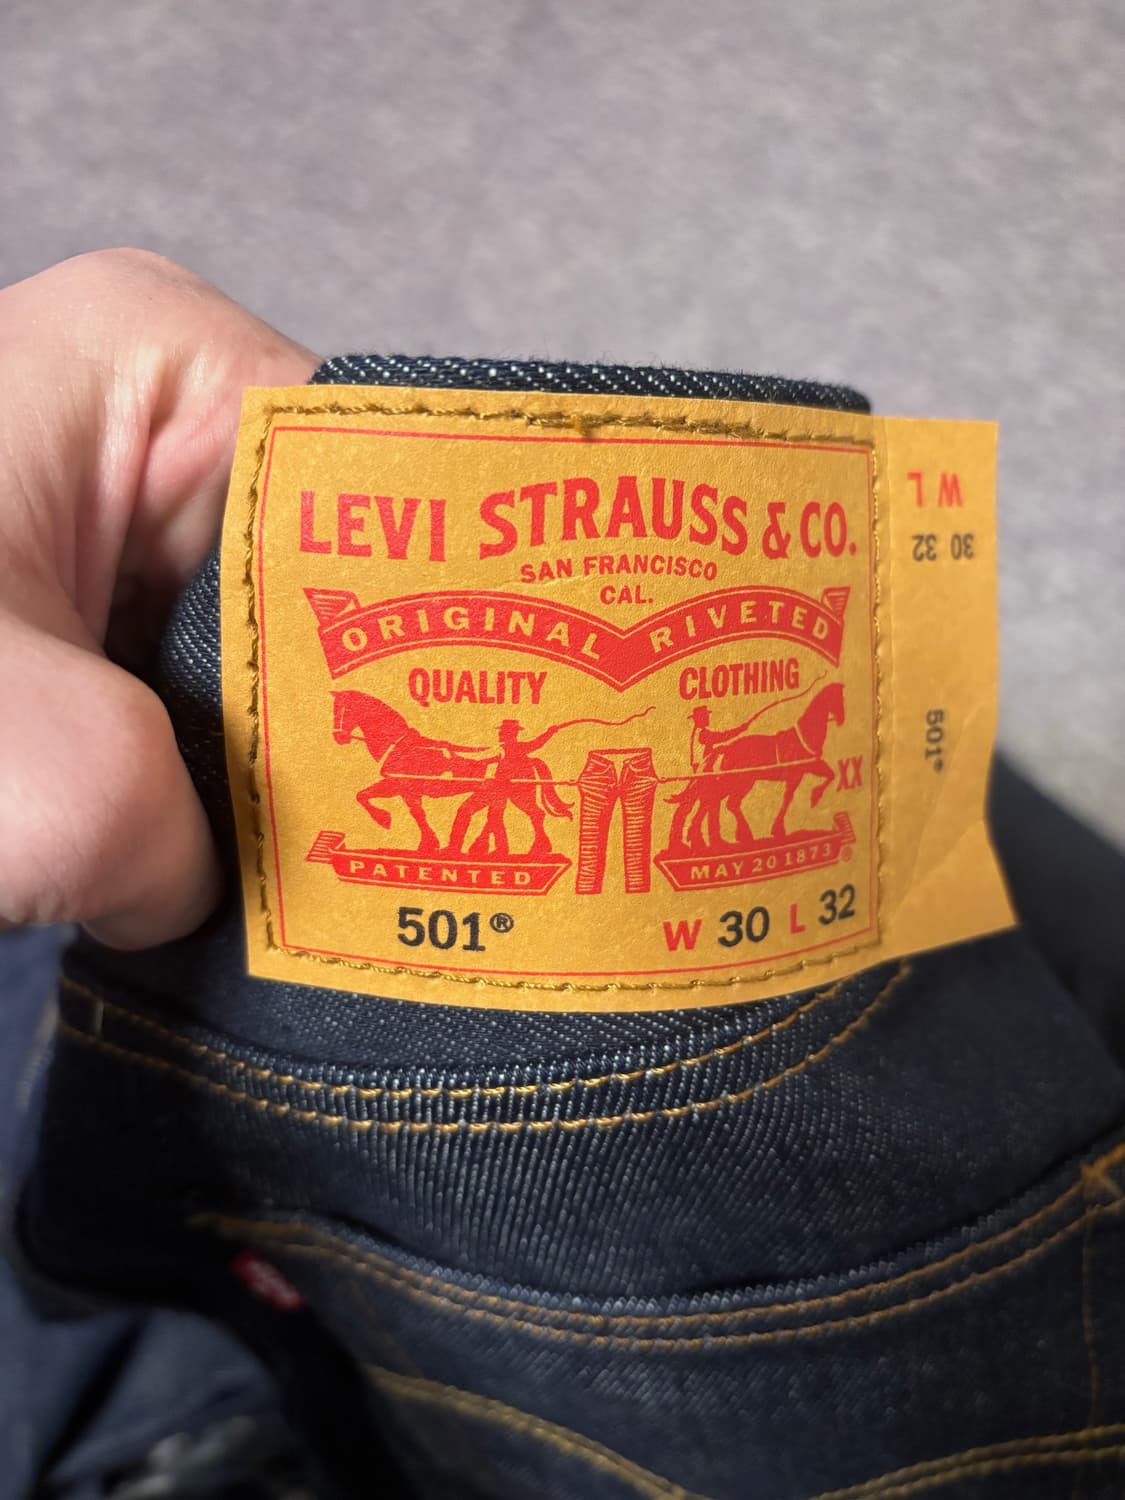 LEVI STRAUSS & CO.
SAN FRANCISCO
CAL.
ORIGINAL RIVETED
QUALITY CLOTHING
XX
PATENTED MAY 20 1873®
501® W 30 L 32
W L
30 32
501®